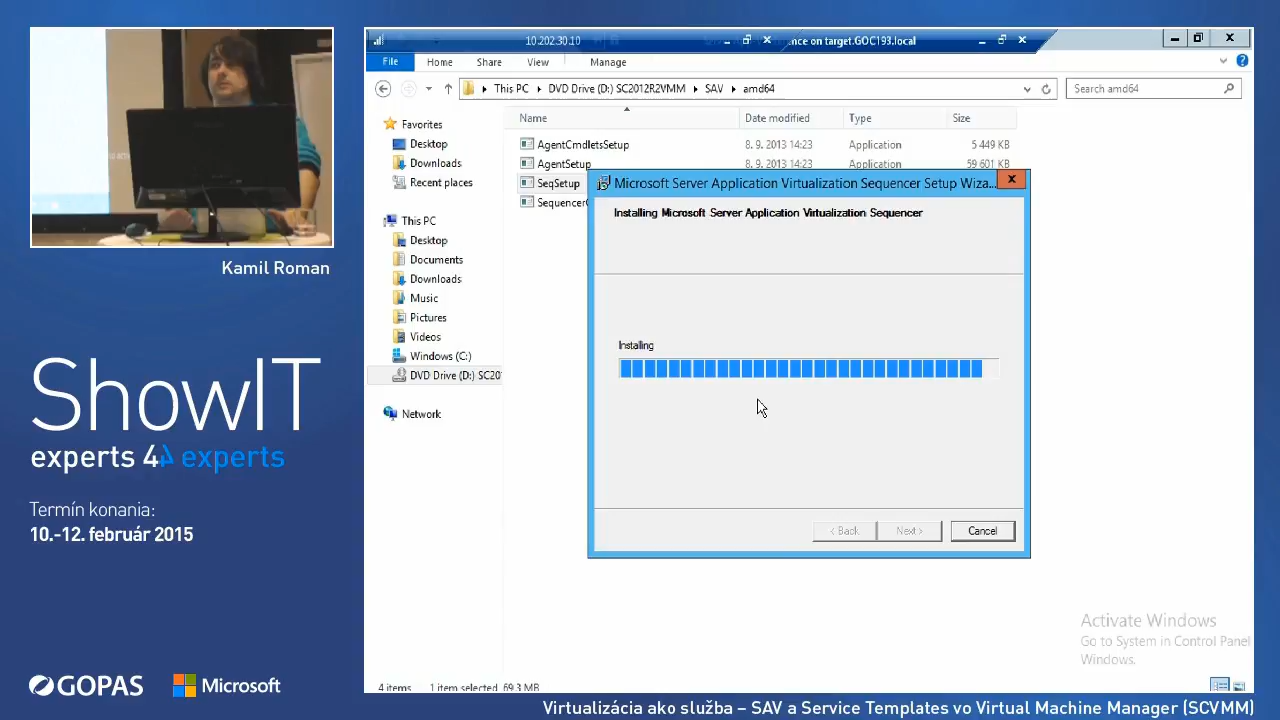 Kamil Roman
ShowIT
experts 4 experts
Termín konania:
10.-12. február 2015
GOPAS
Microsoft
10.202.30.10
nce on target.GOC193.local
File Home Share View Manage
This PC DVD Drive (D:) SC2012R2VMM SAV amd64
Search amd64
Name Date modified Type Size
AgentCmdletsSetup 8. 9. 2013 14:23 Application 5 449 KB
AgentSetup 8. 9. 2013 14:23 Application 59 601 KB
SeqSetup
Favorites
Desktop
Downloads
Recent places
This PC
Desktop
Documents
Downloads
Music
Pictures
Videos
Windows (C:)
DVD Drive (D:) SC20
Network
Microsoft Server Application Virtualization Sequencer Setup Wiza...
Installing Microsoft Server Application Virtualization Sequencer
Installing
< Back Next > Cancel
Activate Windows
Go to System in Control Panel
Windows.
4 items 1 item selected 69.3 MB
Virtualizácia ako služba – SAV a Service Templates vo Virtual Machine Manager (SCVMM)